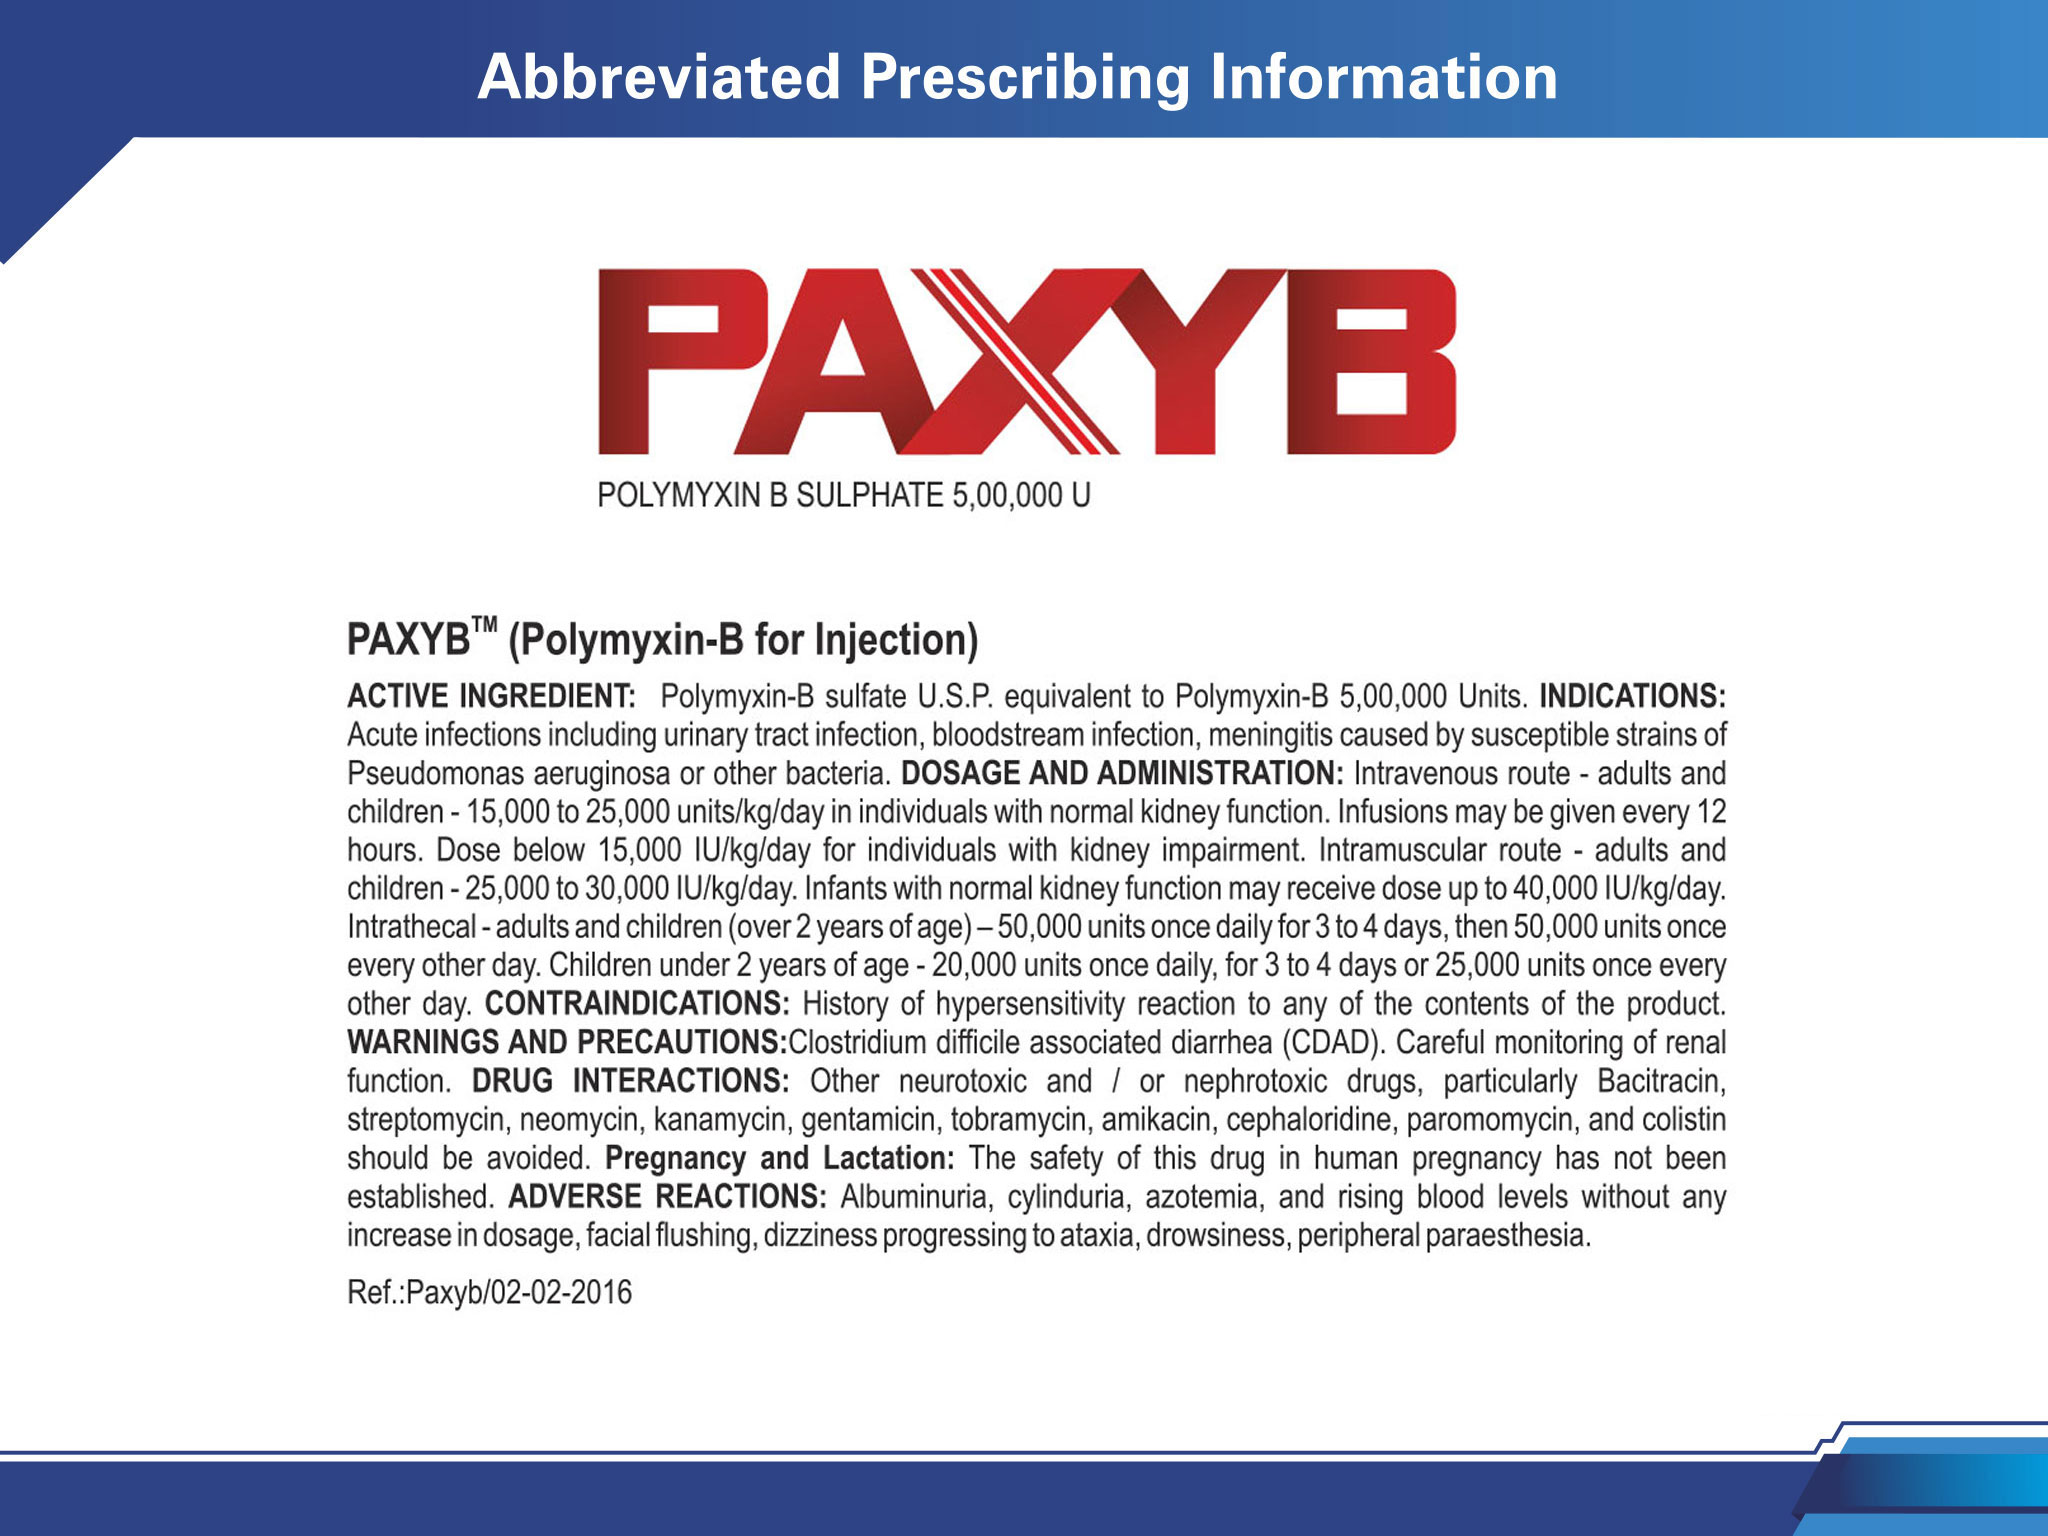 Abbreviated Prescribing Information
PAXYB
POLYMYXIN B SULPHATE 5,00,000 U
PAXYB™ (Polymyxin-B for Injection)
ACTIVE INGREDIENT: Polymyxin-B sulfate U.S.P. equivalent to Polymyxin-B 5,00,000 Units. INDICATIONS:
Acute infections including urinary tract infection, bloodstream infection, meningitis caused by susceptible strains of
Pseudomonas aeruginosa or other bacteria. DOSAGE AND ADMINISTRATION: Intravenous route - adults and
children - 15,000 to 25,000 units/kg/day in individuals with normal kidney function. Infusions may be given every 12
hours. Dose below 15,000 IU/kg/day for individuals with kidney impairment. Intramuscular route - adults and
children - 25,000 to 30,000 IU/kg/day. Infants with normal kidney function may receive dose up to 40,000 IU/kg/day.
Intrathecal - adults and children (over 2 years of age) – 50,000 units once daily for 3 to 4 days, then 50,000 units once
every other day. Children under 2 years of age - 20,000 units once daily, for 3 to 4 days or 25,000 units once every
other day. CONTRAINDICATIONS: History of hypersensitivity reaction to any of the contents of the product.
WARNINGS AND PRECAUTIONS:Clostridium difficile associated diarrhea (CDAD). Careful monitoring of renal
function. DRUG INTERACTIONS: Other neurotoxic and / or nephrotoxic drugs, particularly Bacitracin,
streptomycin, neomycin, kanamycin, gentamicin, tobramycin, amikacin, cephaloridine, paromomycin, and colistin
should be avoided. Pregnancy and Lactation: The safety of this drug in human pregnancy has not been
established. ADVERSE REACTIONS: Albuminuria, cylinduria, azotemia, and rising blood levels without any
increase in dosage, facial flushing, dizziness progressing to ataxia, drowsiness, peripheral paraesthesia.
Ref.:Paxyb/02-02-2016